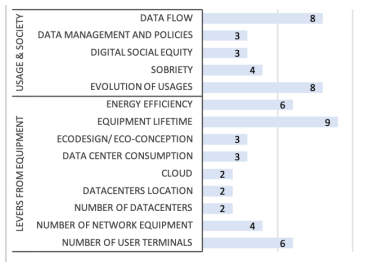 USAGE & SOCIETY
DATA FLOW 8
DATA MANAGEMENT AND POLICIES 3
DIGITAL SOCIAL EQUITY 3
SOBRIETY 4
EVOLUTION OF USAGES 8
LEVERS FROM EQUIPMENT
ENERGY EFFICIENCY 6
EQUIPMENT LIFETIME 9
ECODESIGN/ ECO-CONCEPTION 3
DATA CENTER CONSUMPTION 3
CLOUD 2
DATACENTERS LOCATION 2
NUMBER OF DATACENTERS 2
NUMBER OF NETWORK EQUIPMENT 4
NUMBER OF USER TERMINALS 6